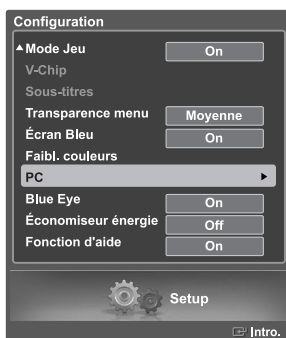 Configuration
Mode Jeu On
V-Chip
Sous-titres
Transparence menu Moyenne
Écran Bleu On
Faibl. couleurs
PC
Blue Eye On
Économiseur énergie Off
Fonction d'aide On
Setup
Intro.